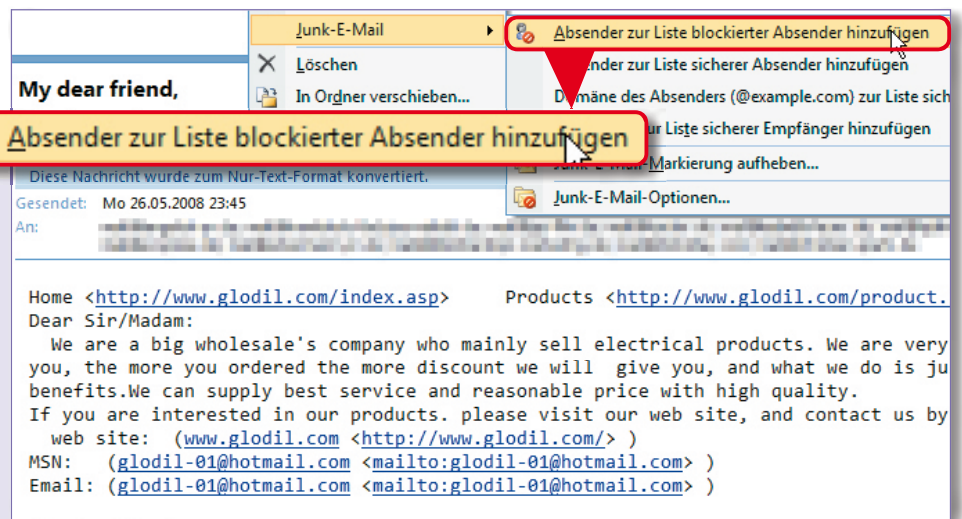 Junk-E-Mail
Absender zur Liste blockierter Absender hinzufügen
Löschen
zur Liste sicherer Absender hinzufügen
My dear friend,
In Ordner verschieben...
Domäne des Absenders (@example.com) zur Liste
Absender zur Liste blockierter Absender hinzufügen
Liste sicherer Empfänger hinzufügen
Junk-E-Mail-Markierung aufheben...
Diese Nachricht wurde zum Nur-Text-Format konvertiert.
Junk-E-Mail-Optionen...
Gesendet: Mo 26.05.2008 23:45
An:
Home <http://www.glodil.com/index.asp> Products <http://www.glodil.com/product.
Dear Sir/Madam:
We are a big wholesale's company who mainly sell electrical products. We are very
you, the more you ordered the more discount we will give you, and what we do is
benefits.We can supply best service and reasonable price with high quality.
If you are interested in our products. please visit our web site, and contact us by
web site: (www.glodil.com <http://www.glodil.com/> )
MSN: (glodil-01@hotmail.com <mailto:glodil-01@hotmail.com> )
Email: (glodil-01@hotmail.com <mailto:glodil-01@hotmail.com> )